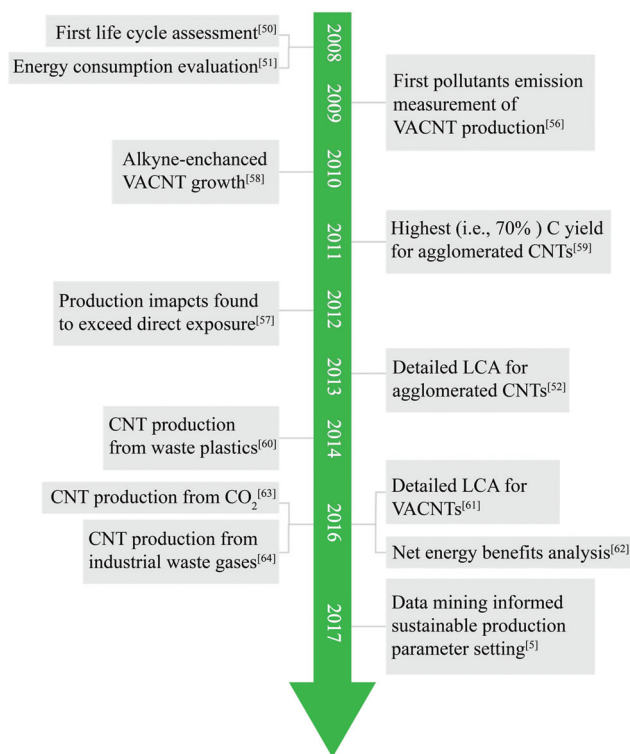 First life cycle assessment[50]
Energy consumption evaluation[51]
2008
First pollutants emission
measurement of
VACNT production[56]
2009
Alkyne-enchanced
VACNT growth[58]
2010
Highest (i.e., 70% ) C yield
for agglomerated CNTs[59]
2011
Production imapcts found
to exceed direct exposure[57]
2012
Detailed LCA for
agglomerated CNTs[52]
2013
CNT production
from waste plastics[60]
2014
CNT production from CO2[63]
CNT production from
industrial waste gases[64]
2016
Detailed LCA for
VACNTs[61]
Net energy benefits analysis[62]
Data mining informed
sustainable production
parameter setting[5]
2017